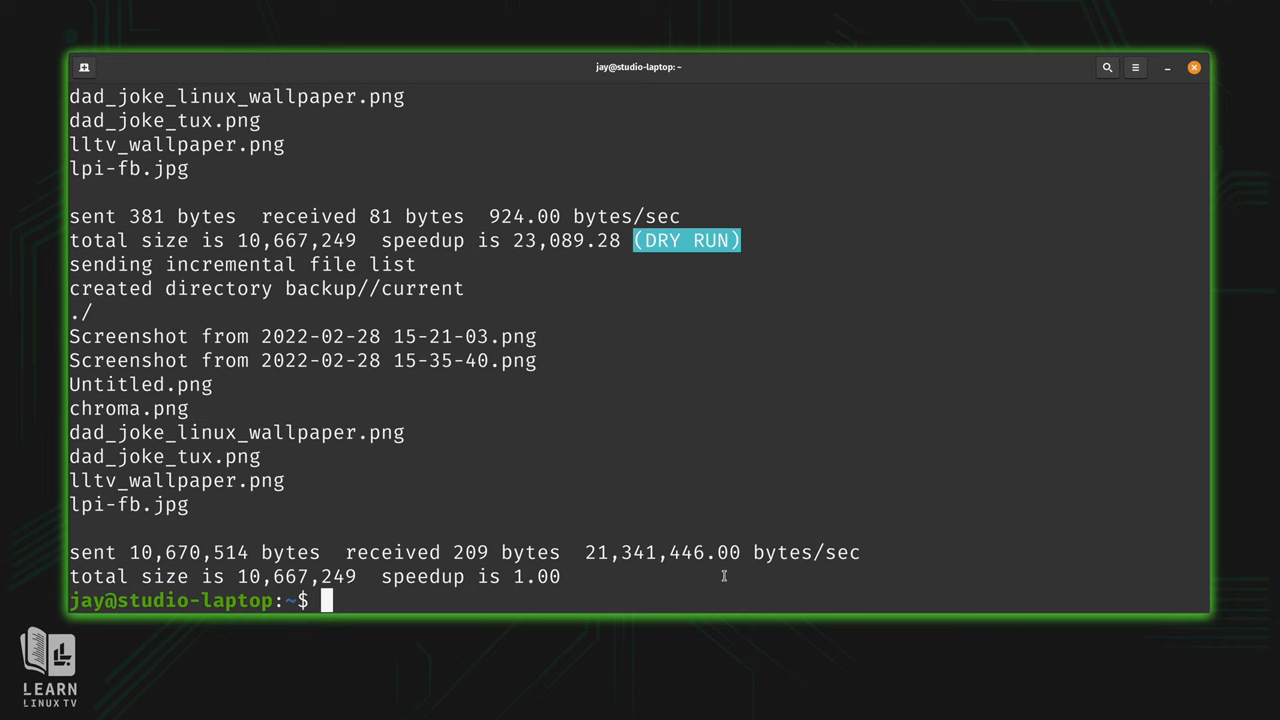 jay@studio-laptop: ~
dad_joke_linux_wallpaper.png
dad_joke_tux.png
lltv_wallpaper.png
lpi-fb.jpg
sent 381 bytes  received 81 bytes  924.00 bytes/sec
total size is 10,667,249  speedup is 23,089.28 (DRY RUN)
sending incremental file list
created directory backup//current
./
Screenshot from 2022-02-28 15-21-03.png
Screenshot from 2022-02-28 15-35-40.png
Untitled.png
chroma.png
dad_joke_linux_wallpaper.png
dad_joke_tux.png
lltv_wallpaper.png
lpi-fb.jpg
sent 10,670,514 bytes  received 209 bytes  21,341,446.00 bytes/sec
total size is 10,667,249  speedup is 1.00
jay@studio-laptop:~$
LEARN
LINUX TV